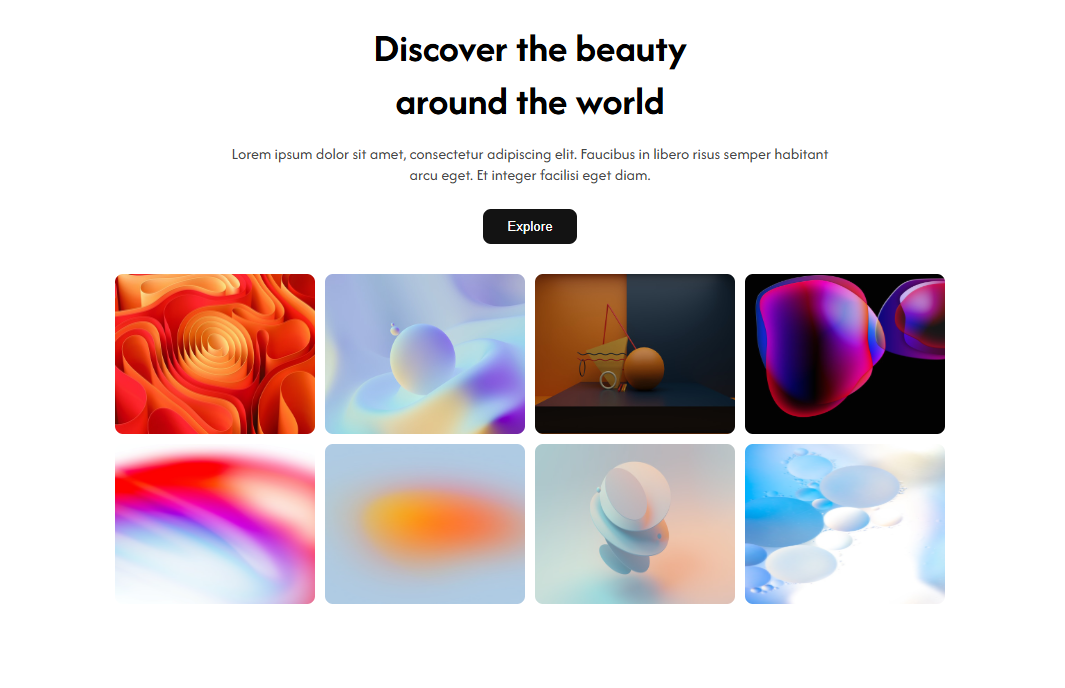 Discover the beauty
around the world
Lorem ipsum dolor sit amet, consectetur adipiscing elit. Faucibus in libero risus semper habitant
arcu eget. Et integer facilisi eget diam.
Explore